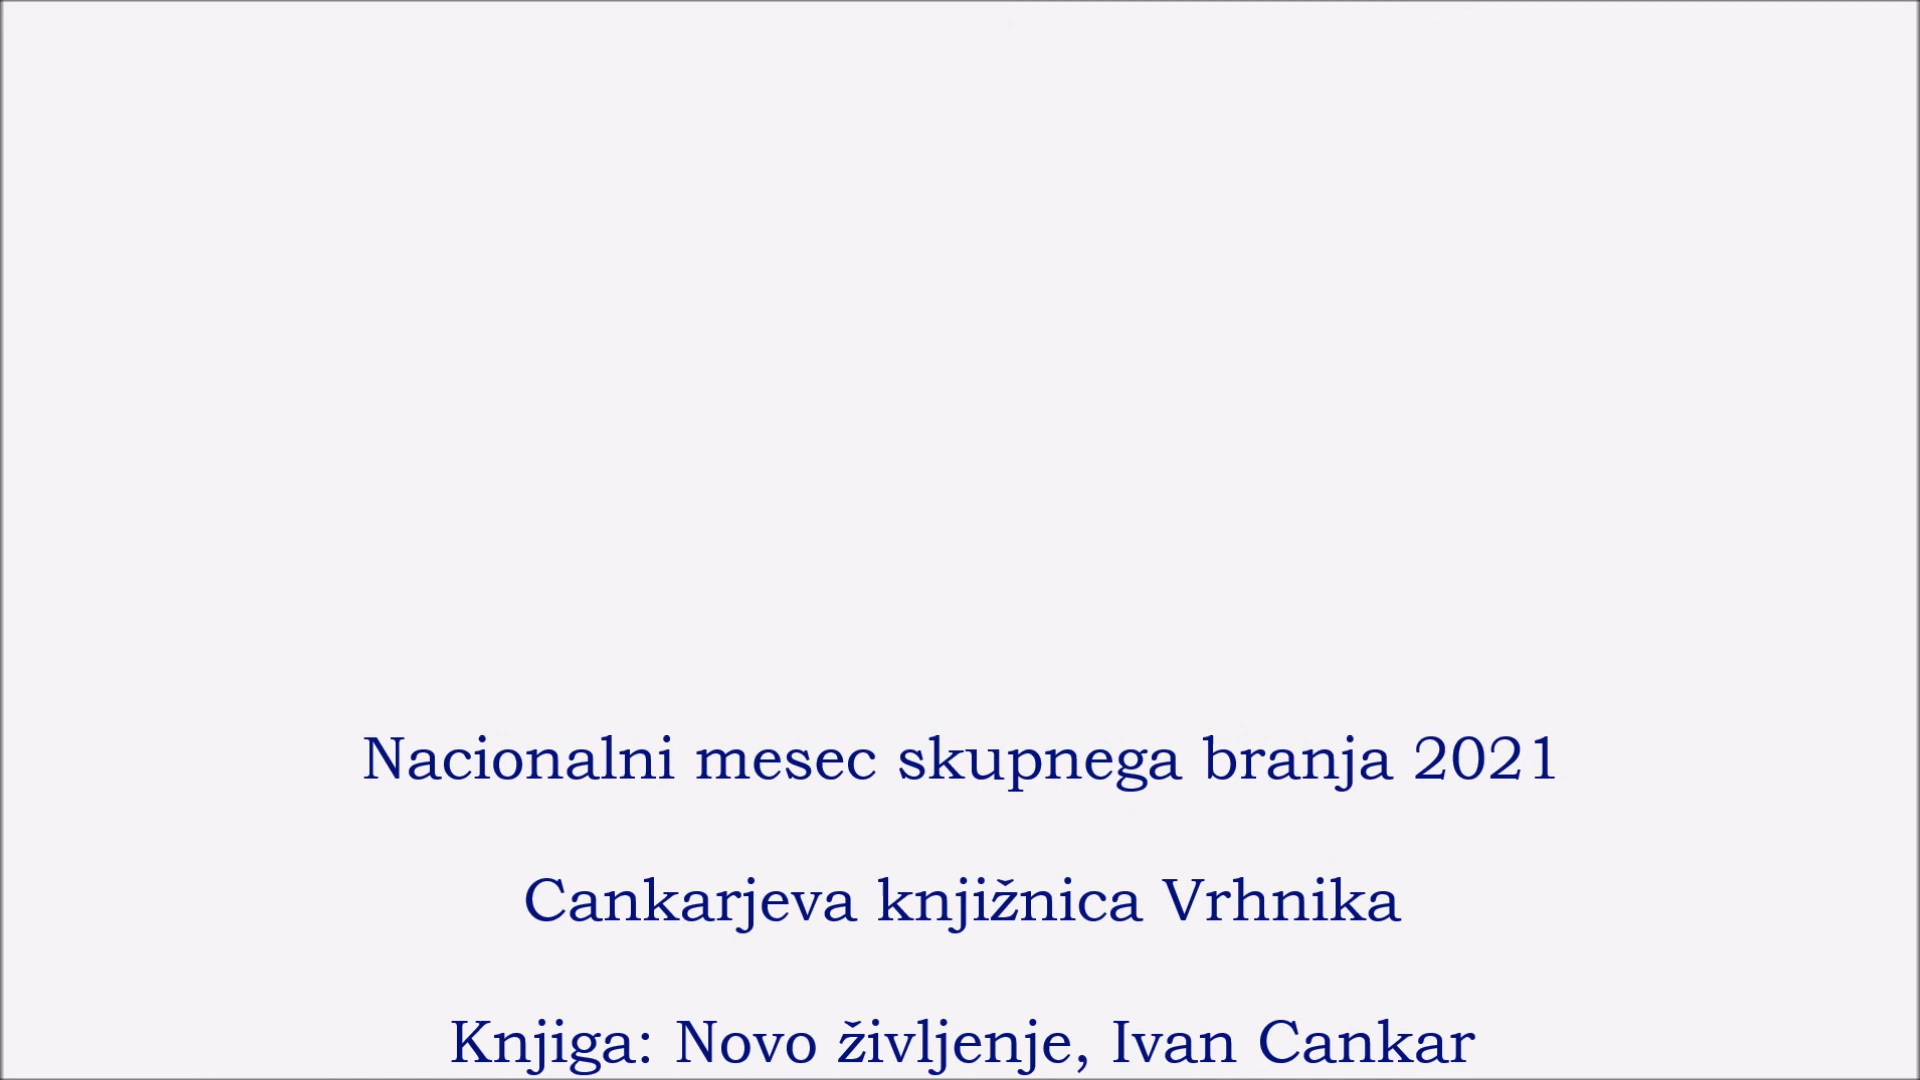 Nacionalni mesec skupnega branja 2021
Cankarjeva knjižnica Vrhnika
Knjiga: Novo življenje, Ivan Cankar